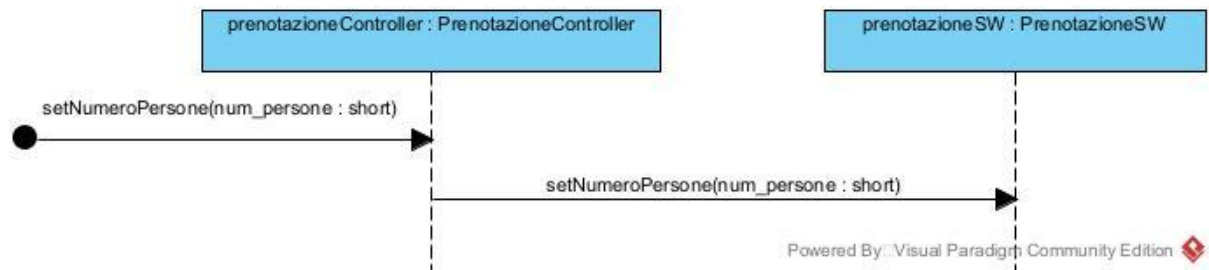 prenotazioneController : PrenotazioneController
prenotazioneSW : PrenotazioneSW
setNumeroPersone(num_persone : short)
setNumeroPersone(num_persone : short)
Powered By Visual Paradigm Community Edition